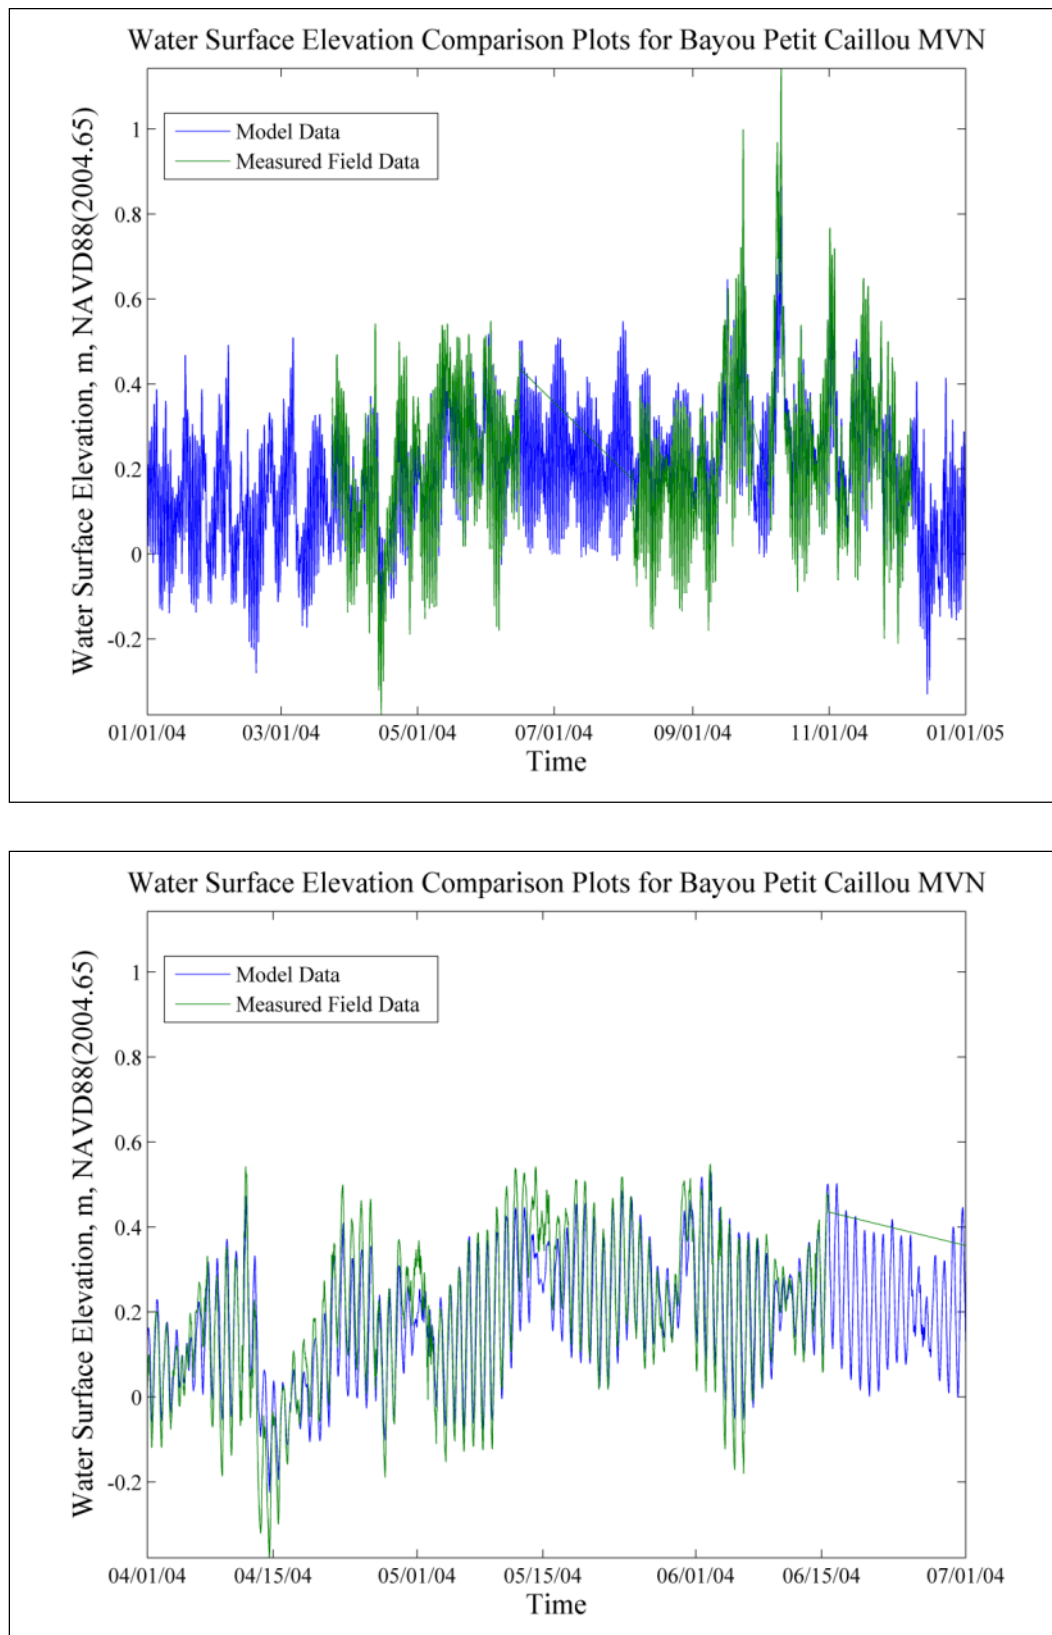 Water Surface Elevation Comparison Plots for Bayou Petit Caillou MVN
Water Surface Elevation, m, NAVD88(2004.65)
Model Data
Measured Field Data
1
0.8
0.6
0.4
0.2
0
-0.2
01/01/04 03/01/04 05/01/04 07/01/04 09/01/04 11/01/04 01/01/05
Time
Water Surface Elevation Comparison Plots for Bayou Petit Caillou MVN
Water Surface Elevation, m, NAVD88(2004.65)
Model Data
Measured Field Data
1
0.8
0.6
0.4
0.2
0
-0.2
04/01/04 04/15/04 05/01/04 05/15/04 06/01/04 06/15/04 07/01/04
Time